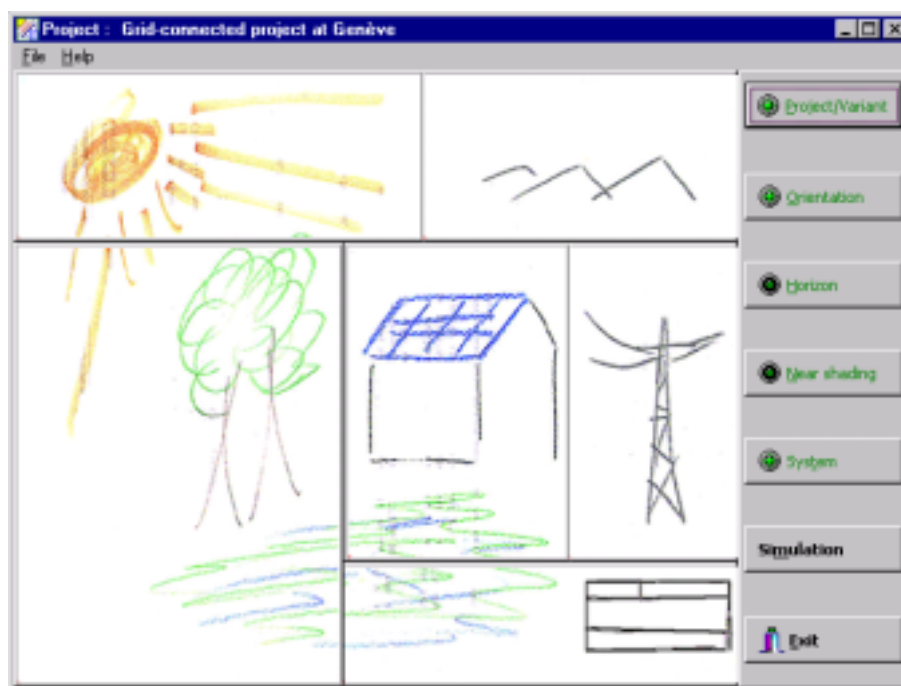 Project : Grid-connected project at Genève
File Help
Project/Variant
Orientation
Horizon
Near shading
System
Simulation
Exit